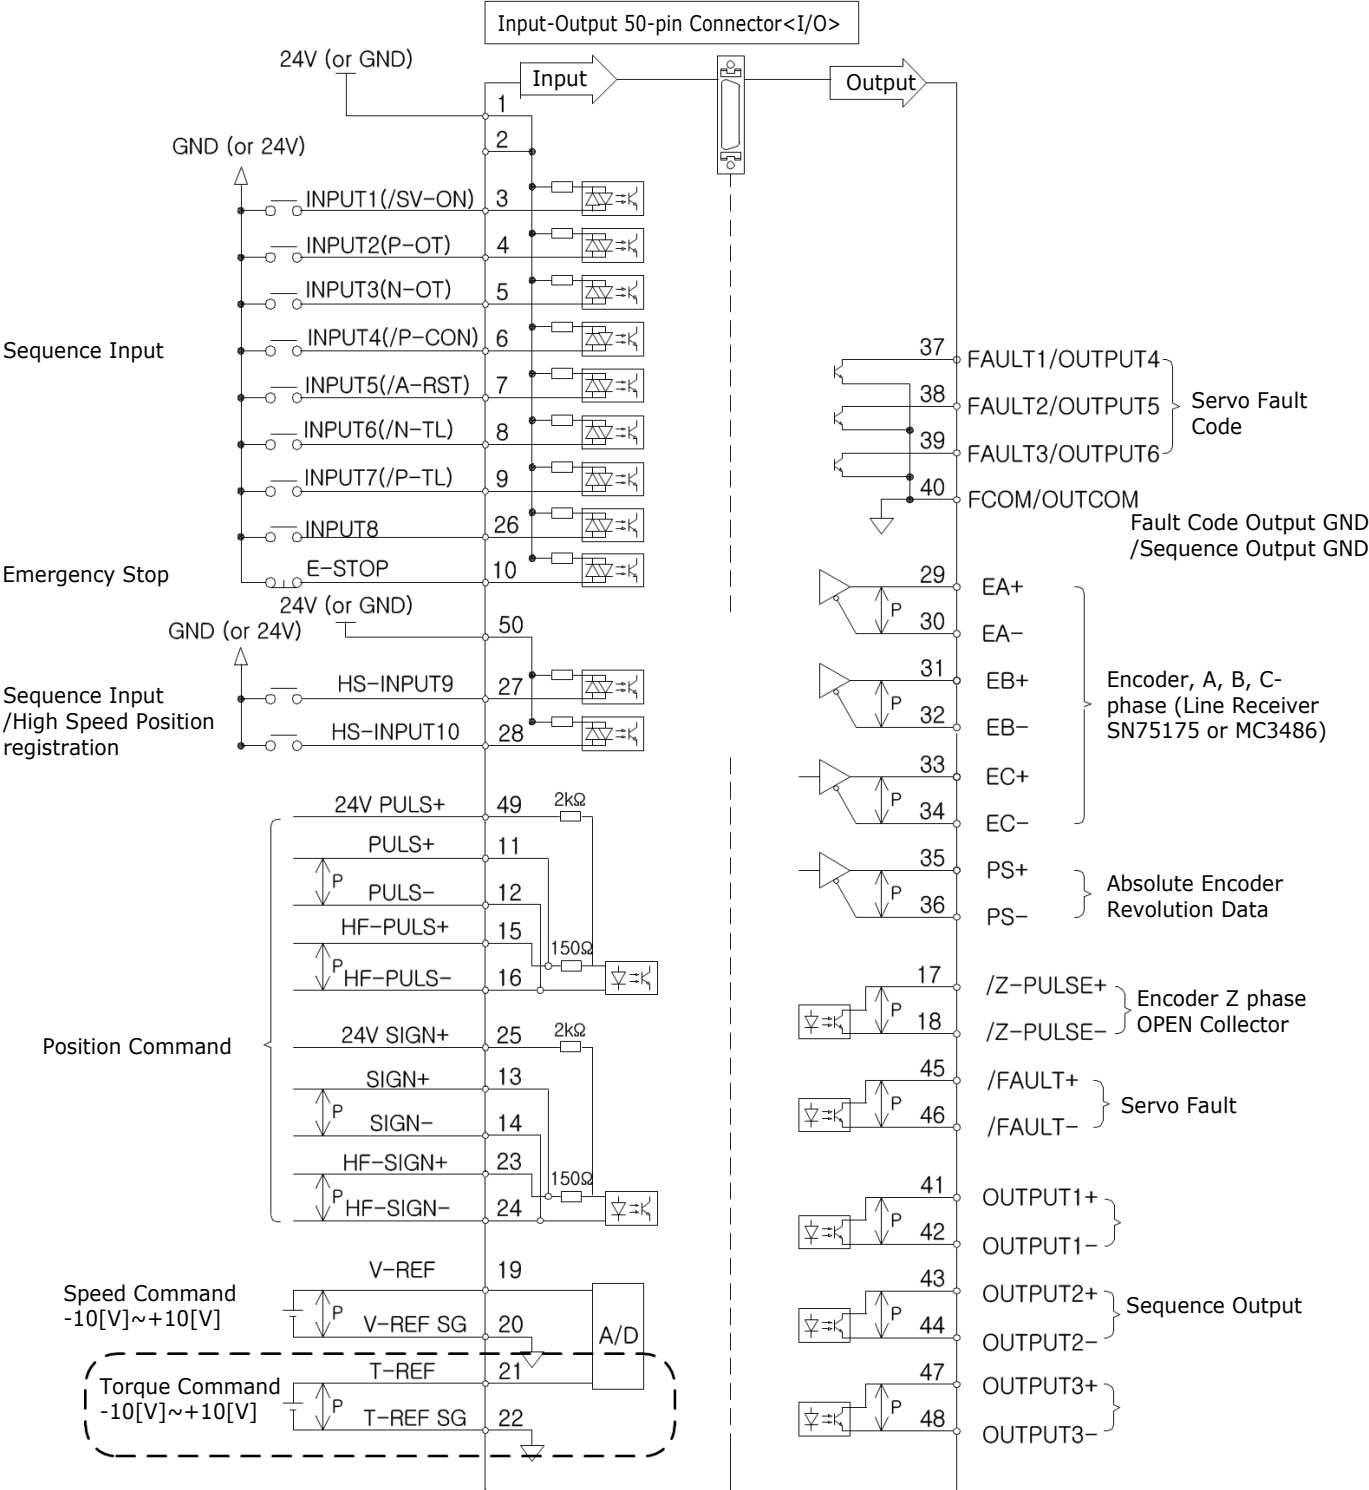 Input-Output 50-pin Connector<I/O>
24V (or GND)
Input
Output
1
GND (or 24V)
2
INPUT1(/SV-ON) 3
INPUT2(P-OT) 4
INPUT3(N-OT) 5
Sequence Input
INPUT4(/P-CON) 6
INPUT5(/A-RST) 7
INPUT6(/N-TL) 8
INPUT7(/P-TL) 9
INPUT8 26
Emergency Stop
E-STOP 10
24V (or GND)
50
GND (or 24V)
Sequence Input
/High Speed Position
registration
HS-INPUT9 27
HS-INPUT10 28
24V PULS+ 49 2kΩ
PULS+ 11
P
PULS- 12
HF-PULS+ 15
150Ω
P
HF-PULS- 16
Position Command
24V SIGN+ 25 2kΩ
SIGN+ 13
P
SIGN- 14
HF-SIGN+ 23
150Ω
P
HF-SIGN- 24
V-REF 19
Speed Command
-10[V]~+10[V]
P
V-REF SG 20
A/D
T-REF 21
Torque Command
-10[V]~+10[V]
P
T-REF SG 22
37 FAULT1/OUTPUT4
38 FAULT2/OUTPUT5
Servo Fault
Code
39 FAULT3/OUTPUT6
40 FCOM/OUTCOM
Fault Code Output GND
/Sequence Output GND
29 EA+
P
30 EA-
31 EB+
P
32 EB-
Encoder, A, B, C-
phase (Line Receiver
SN75175 or MC3486)
33 EC+
P
34 EC-
35 PS+
P
36 PS-
Absolute Encoder
Revolution Data
17 /Z-PULSE+
P
18 /Z-PULSE-
Encoder Z phase
OPEN Collector
45 /FAULT+
P
46 /FAULT-
Servo Fault
41 OUTPUT1+
P
42 OUTPUT1-
43 OUTPUT2+
P
44 OUTPUT2-
Sequence Output
47 OUTPUT3+
P
48 OUTPUT3-